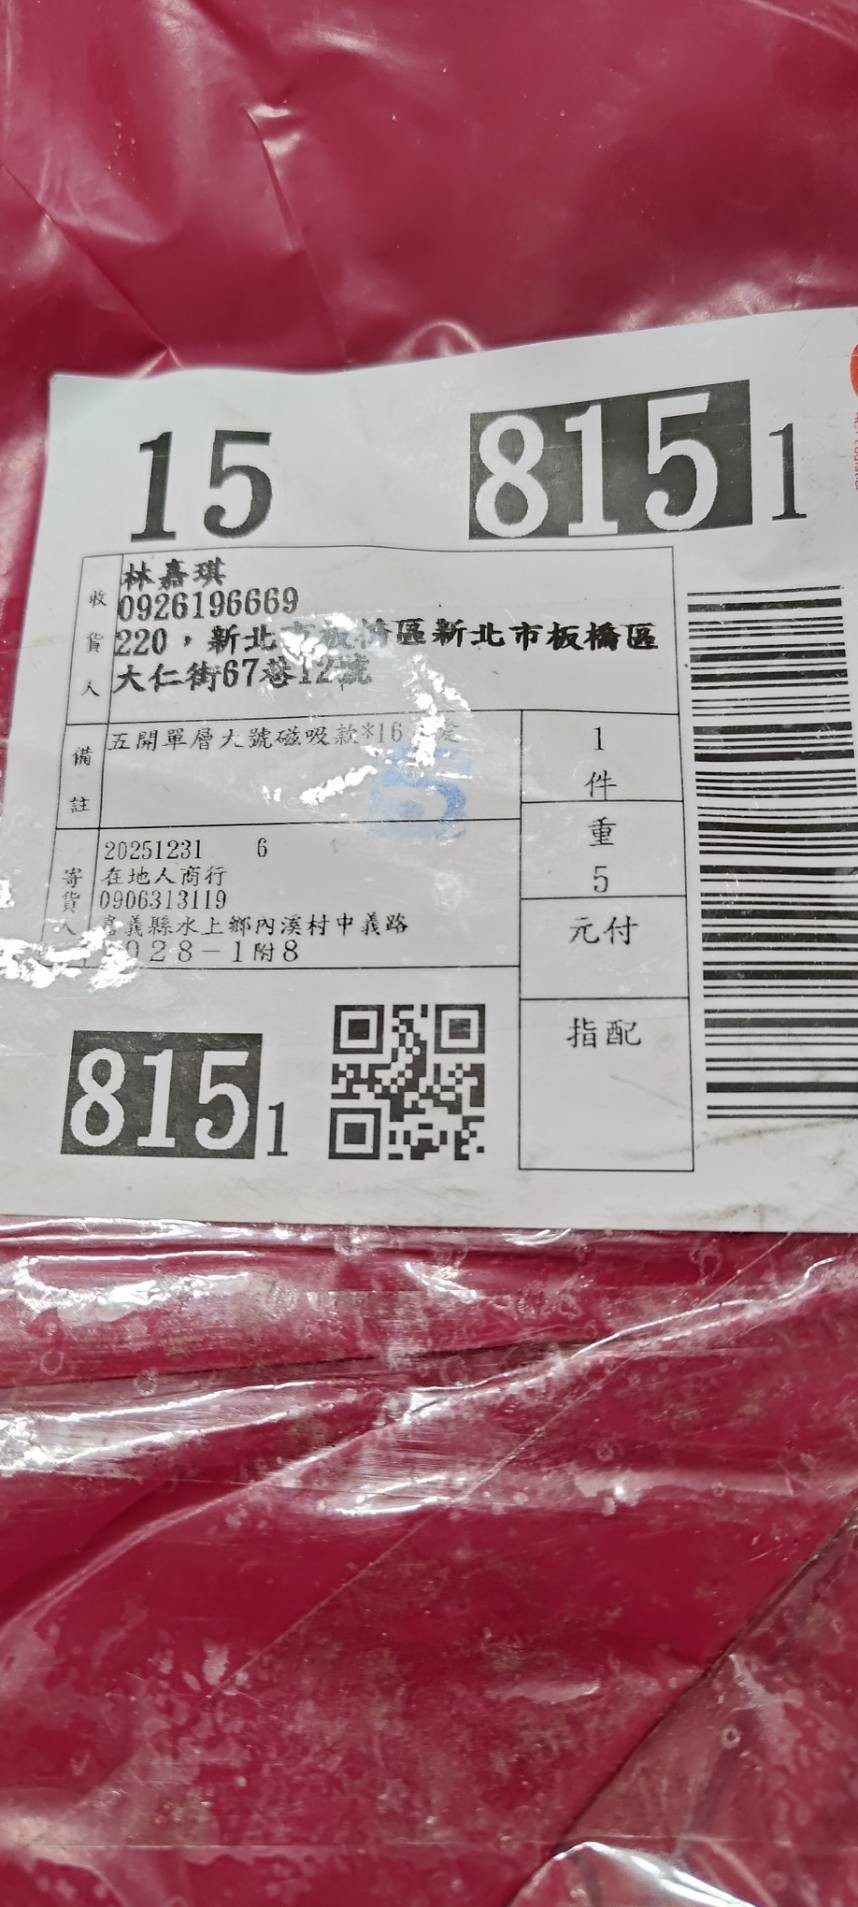 15
8151
收貨人
林嘉琪
0926196669
220，新北市板橋區新北市板橋區
大仁街67巷12號
備註
五開單層大號磁吸款*16
5
1
件
重
5
元付
指配
寄貨人
20251231 6
在地人商行
0906313119
嘉義縣水上鄉內溪村中義路
928－1附8
8151